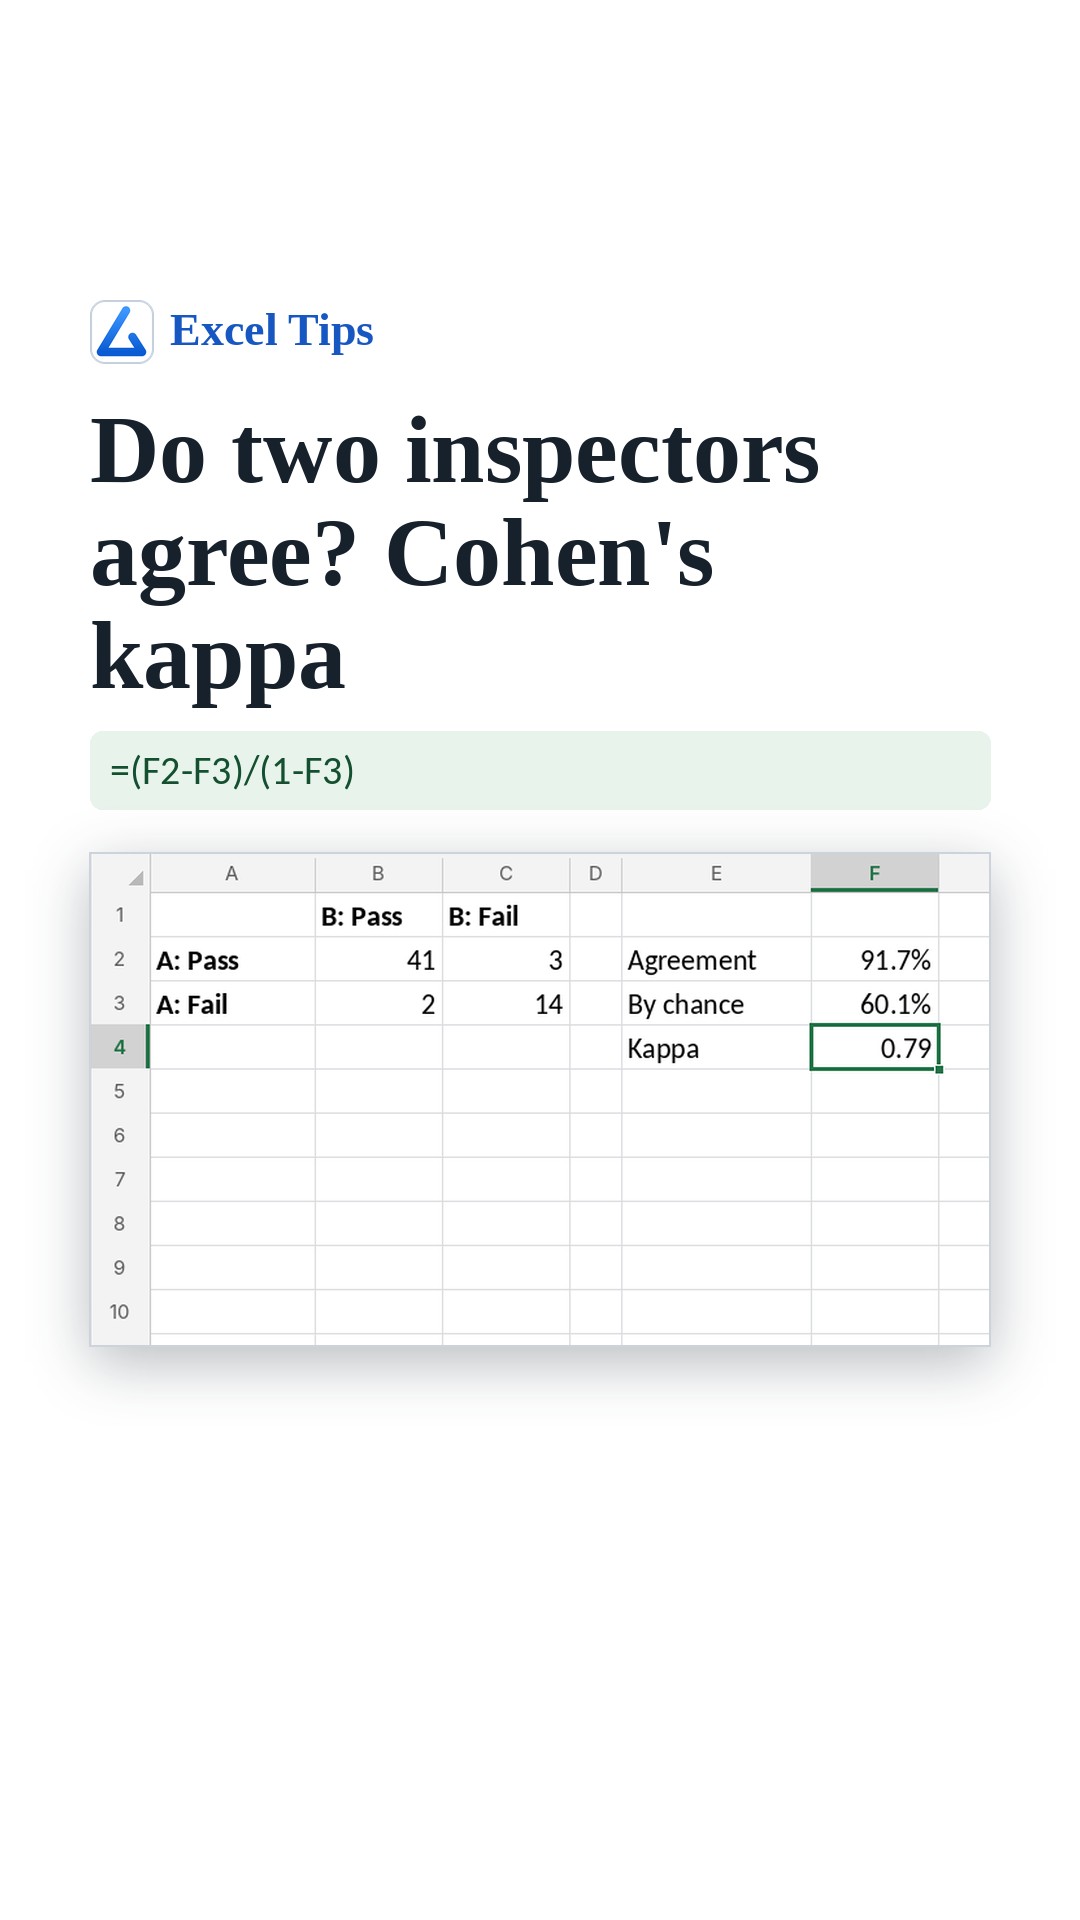 Excel Tips
Do two inspectors
agree? Cohen's
kappa
=(F2-F3)/(1-F3)
A B C D E F
1 B: Pass B: Fail
2 A: Pass 41 3 Agreement 91.7%
3 A: Fail 2 14 By chance 60.1%
4 Kappa 0.79
5
6
7
8
9
10